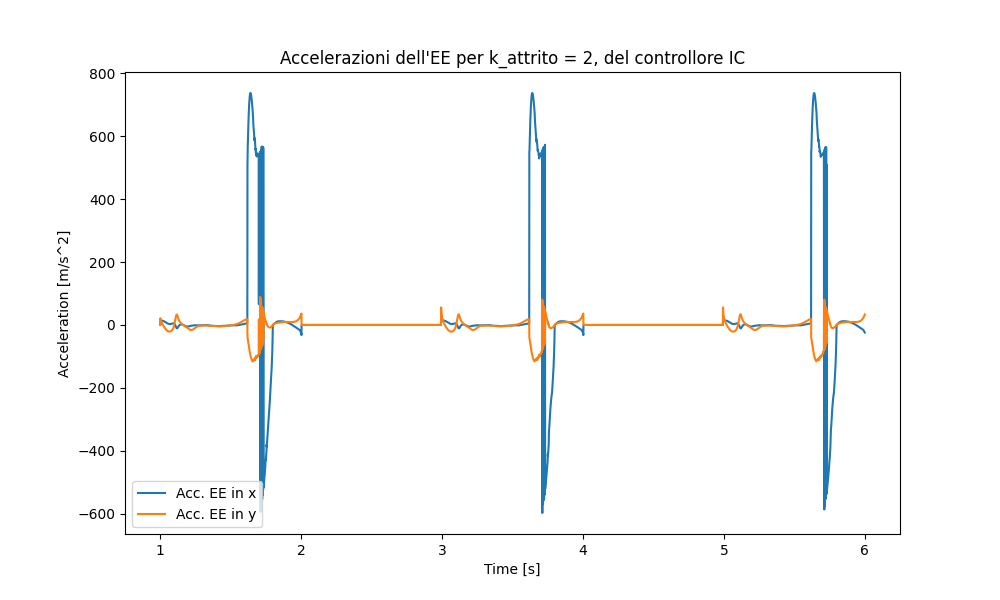 Accelerazioni dell'EE per k_attrito = 2, del controllore IC
Acceleration [m/s^2]
800
600
400
200
0
−200
−400
−600
Acc. EE in x
Acc. EE in y
1
2
3
4
5
6
Time [s]